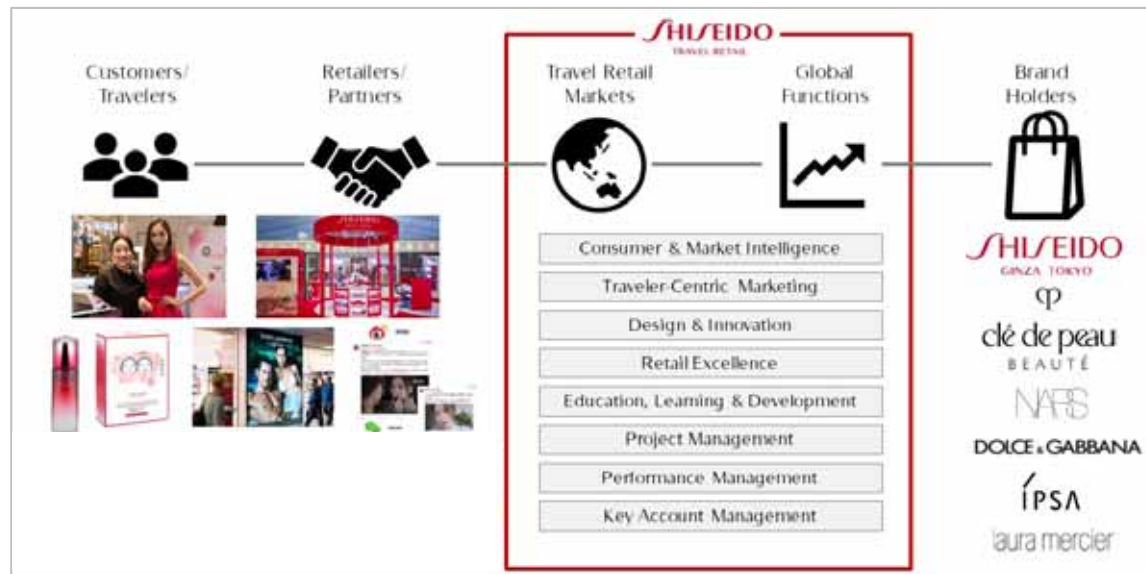 SHISEIDO
TRAVEL RETAIL
Customers/
Travelers
Retailers/
Partners
Travel Retail
Markets
Global
Functions
Brand
Holders
SHISEIDO
Consumer & Market Intelligence
Traveler-Centric Marketing
Design & Innovation
Retail Excellence
Education, Learning & Development
Project Management
Performance Management
Key Account Management
SHISEIDO
GINZA TOKYO
clé de peau
BEAUTÉ
NARS
DOLCE & GABBANA
IPSA
laura mercier